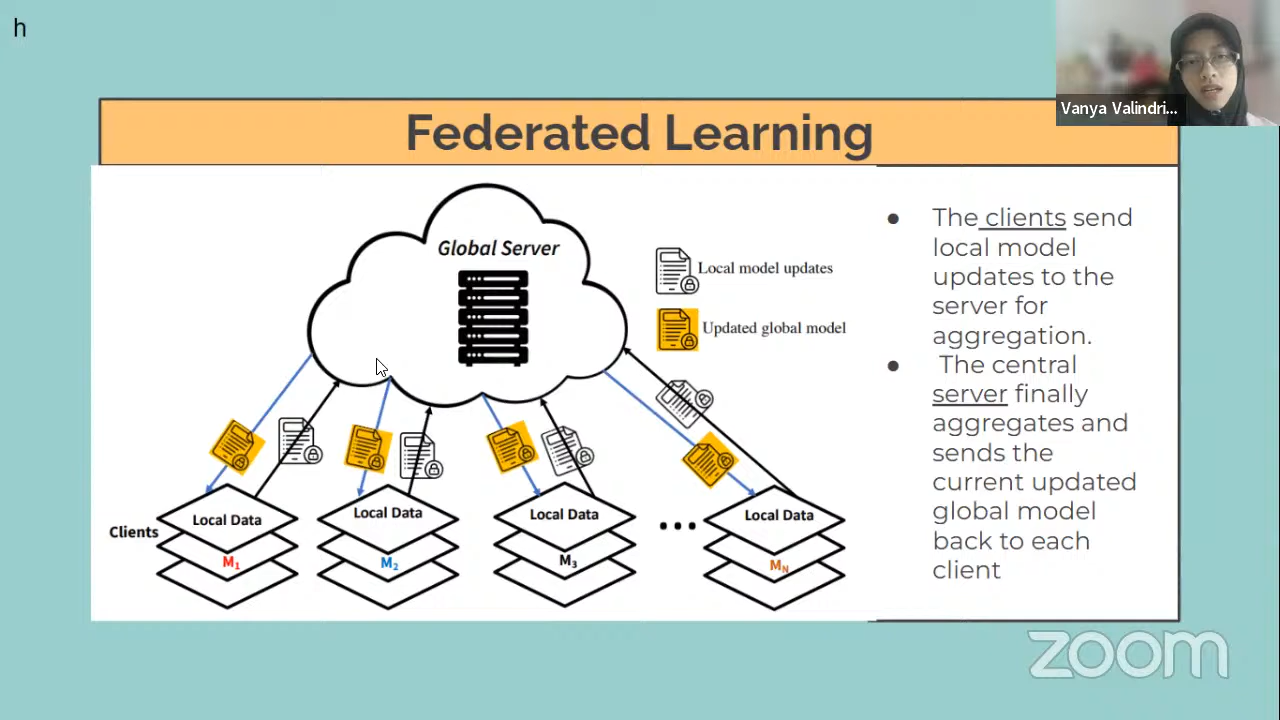 h
Vanya Valindri...
Federated Learning
Global Server
Local model updates
Updated global model
Clients
Local Data
M1
Local Data
M2
Local Data
M3
...
Local Data
MN
● The clients send
local model
updates to the
server for
aggregation.
● The central
server finally
aggregates and
sends the
current updated
global model
back to each
client
zoom